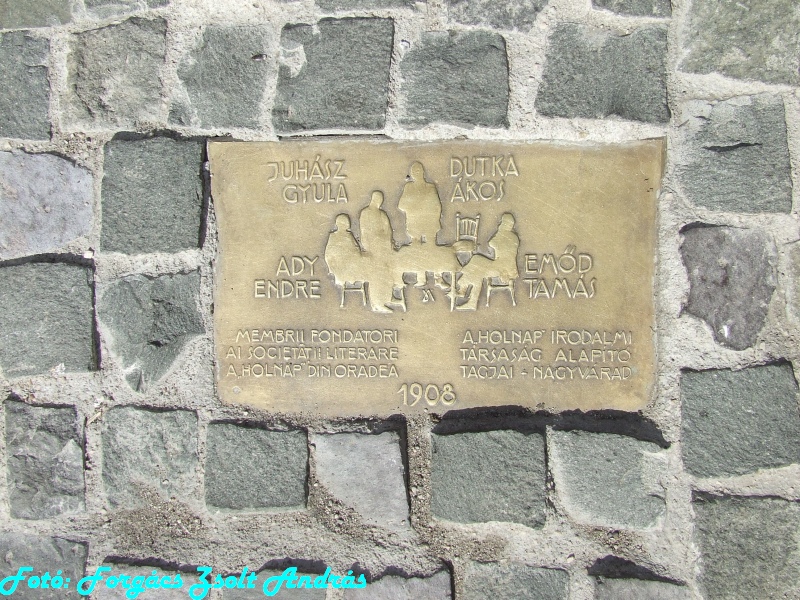 JUHÁSZ
GYULA
DUTKA
ÁKOS
ADY
ENDRE
EMŐD
TAMÁS
MEMBRII FONDATORI
AI SOCIETĂȚII LITERARE
„A HOLNAP” DIN ORADEA
„A HOLNAP” IRODALMI
TÁRSASÁG ALAPÍTÓ
TAGJAI - NAGYVÁRAD
1908
Fotó: Forgács Zsolt András